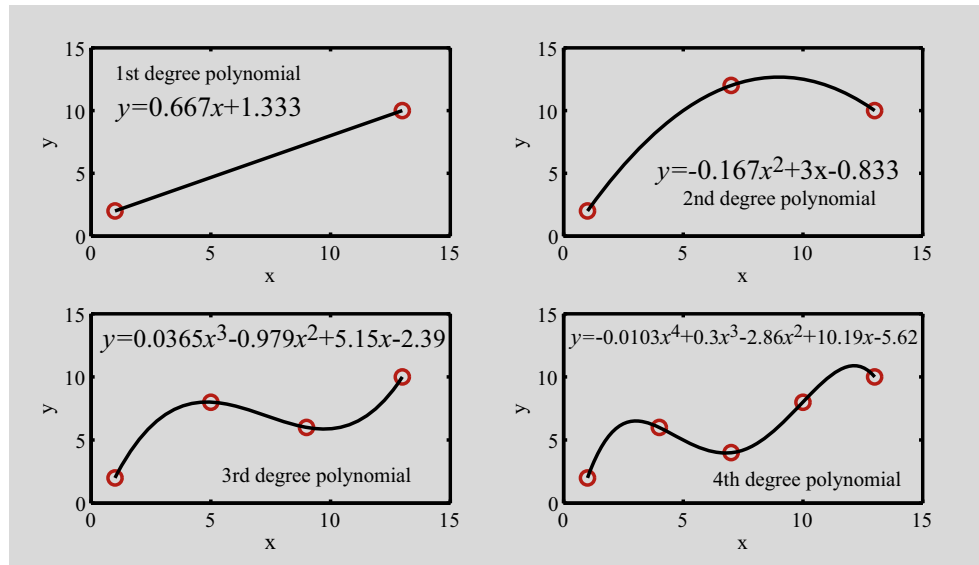 15
1st degree polynomial
y=0.667x+1.333
10
y
5
0
0 5 10 15
x
15
10
y
y=-0.167x²+3x-0.833
2nd degree polynomial
5
0
0 5 10 15
x
15
y=0.0365x³-0.979x²+5.15x-2.39
10
y
5
3rd degree polynomial
0
0 5 10 15
x
15
y=-0.0103x⁴+0.3x³-2.86x²+10.19x-5.62
10
y
5
4th degree polynomial
0
0 5 10 15
x